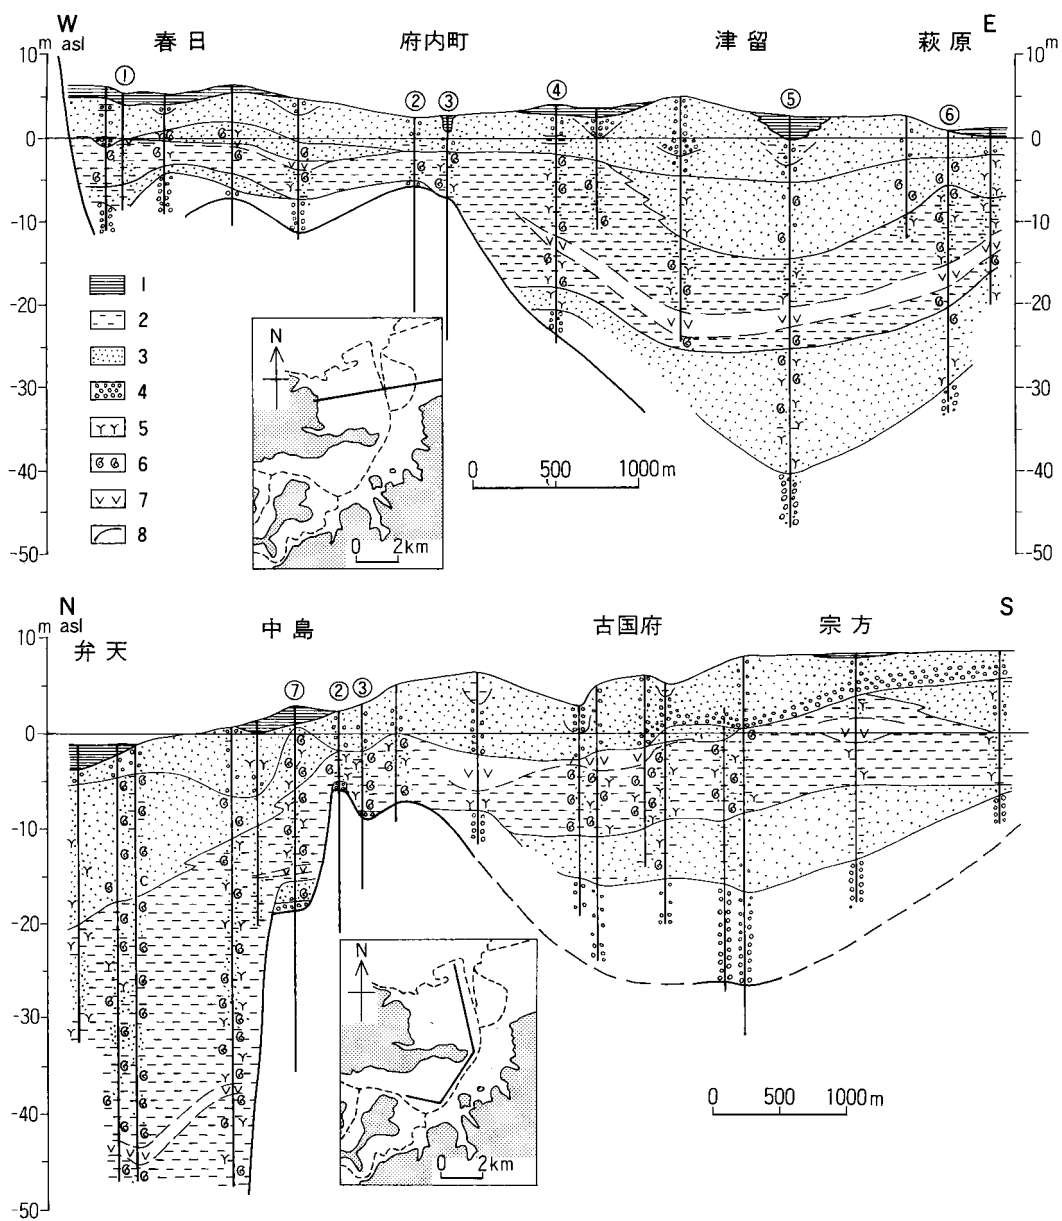 W E
m asl
春日 府内町 津留 萩原
10 10m
① ② ③ ④ ⑤ ⑥
0 0
-10 -10
-20 -20
-30 -30
-40 -40
-50 -50
1
2
3
4
5
6
7
8
N
0 2km
0 500 1000m
N S
m asl
弁天 中島 古国府 宗方
10
⑦ ② ③
0
-10
-20
-30
-40
-50
C
N
0 2km
0 500 1000m